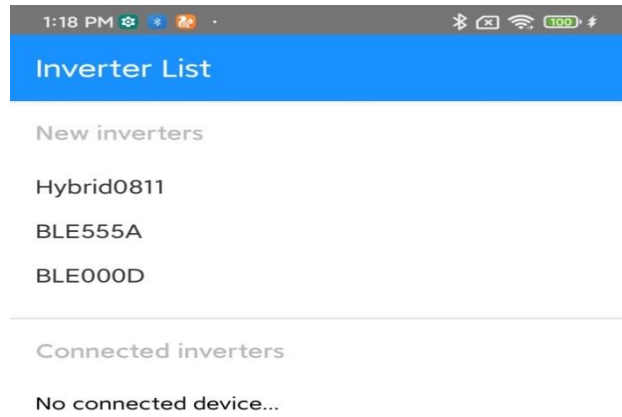 1:18 PM
100
Inverter List
New inverters
Hybrid0811
BLE555A
BLE000D
Connected inverters
No connected device...